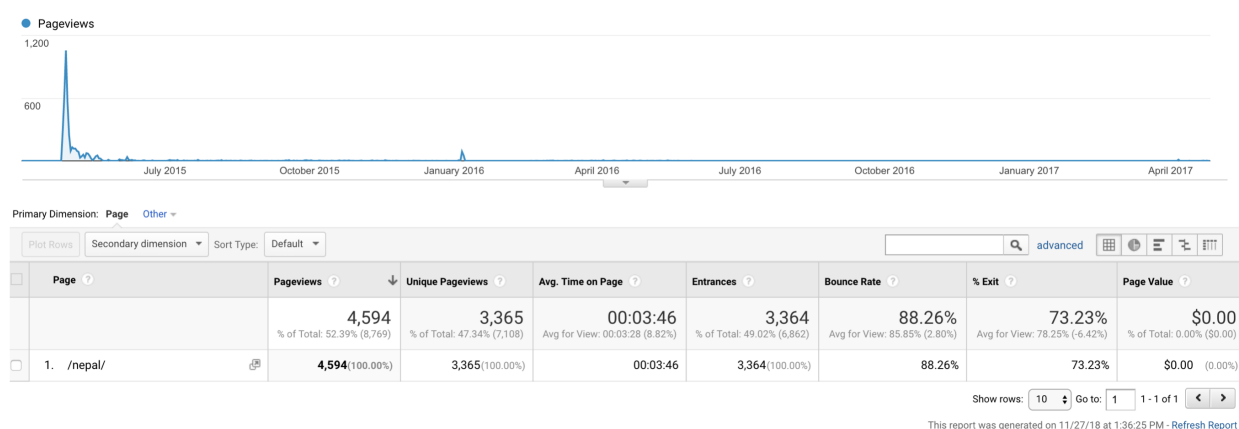 Pageviews
1,200
600
July 2015 October 2015 January 2016 April 2016 July 2016 October 2016 January 2017 April 2017
Primary Dimension: Page Other
Plot Rows Secondary dimension Sort Type: Default advanced
Page ? Pageviews ? Unique Pageviews ? Avg. Time on Page ? Entrances ? Bounce Rate ? % Exit ? Page Value ?
4,594 3,365 00:03:46 3,364 88.26% 73.23% $0.00
% of Total: 52.39% (8,769) % of Total: 47.34% (7,108) Avg for View: 00:03:28 (8.82%) % of Total: 49.02% (6,862) Avg for View: 85.85% (2.80%) Avg for View: 78.25% (-6.42%) % of Total: 0.00% ($0.00)
1. /nepal/ 4,594(100.00%) 3,365(100.00%) 00:03:46 3,364(100.00%) 88.26% 73.23% $0.00 (0.00%)
Show rows: 10 Go to: 1 1 - 1 of 1
This report was generated on 11/27/18 at 1:36:25 PM - Refresh Report